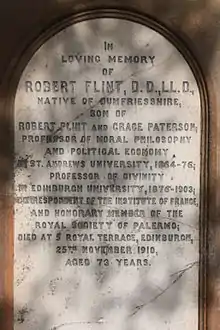 IN
LOVING MEMORY
OF
ROBERT FLINT, D.D., LL.D.,
NATIVE OF DUMFRIESSHIRE,
SON OF
ROBERT FLINT AND GRACE PATERSON;
PROFESSOR OF MORAL PHILOSOPHY
AND POLITICAL ECONOMY
IN ST. ANDREWS UNIVERSITY, 1864-76;
PROFESSOR OF DIVINITY
IN EDINBURGH UNIVERSITY, 1876-1903;
CORRESPONDENT OF THE INSTITUTE OF FRANCE,
AND HONORARY MEMBER OF THE
ROYAL SOCIETY OF PALERMO;
DIED AT 5 ROYAL TERRACE, EDINBURGH,
25TH NOVEMBER 1910,
AGED 73 YEARS.